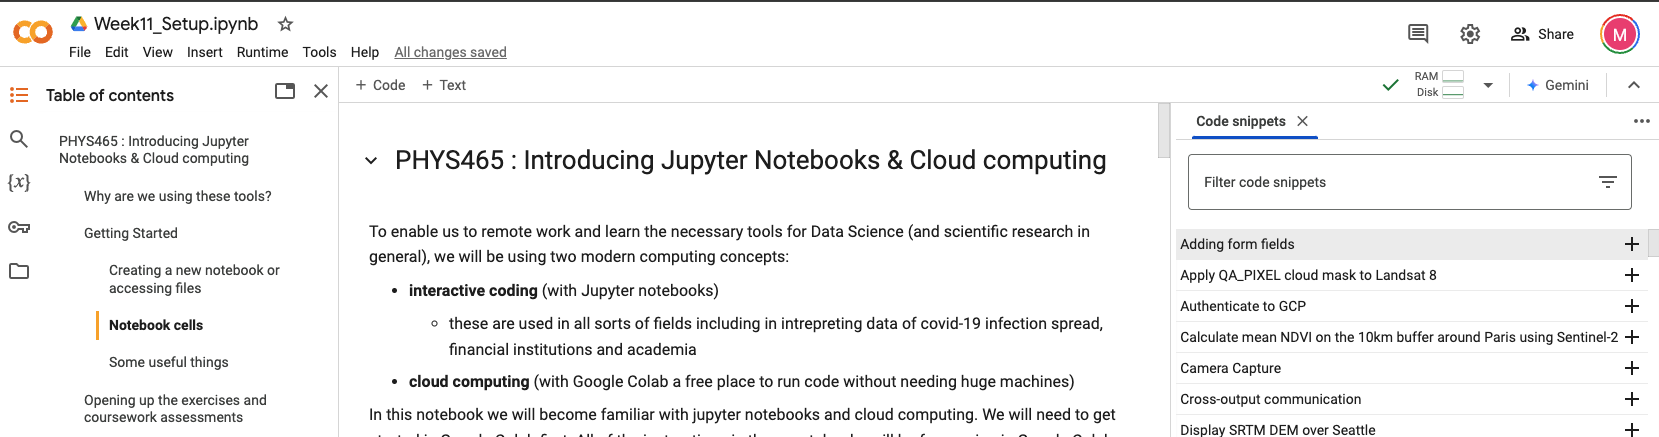 Week11_Setup.ipynb
File Edit View Insert Runtime Tools Help All changes saved
Share
M
Table of contents
PHYS465 : Introducing Jupyter
Notebooks & Cloud computing
Why are we using these tools?
Getting Started
Creating a new notebook or
accessing files
Notebook cells
Some useful things
Opening up the exercises and
coursework assessments
{x}
+ Code + Text
RAM
Disk
Gemini
PHYS465 : Introducing Jupyter Notebooks & Cloud computing
To enable us to remote work and learn the necessary tools for Data Science (and scientific research in
general), we will be using two modern computing concepts:
• interactive coding (with Jupyter notebooks)
◦ these are used in all sorts of fields including in intrepreting data of covid-19 infection spread,
financial institutions and academia
• cloud computing (with Google Colab a free place to run code without needing huge machines)
In this notebook we will become familiar with jupyter notebooks and cloud computing. We will need to get
Code snippets
Filter code snippets
Adding form fields
Apply QA_PIXEL cloud mask to Landsat 8
Authenticate to GCP
Calculate mean NDVI on the 10km buffer around Paris using Sentinel-2
Camera Capture
Cross-output communication
Display SRTM DEM over Seattle